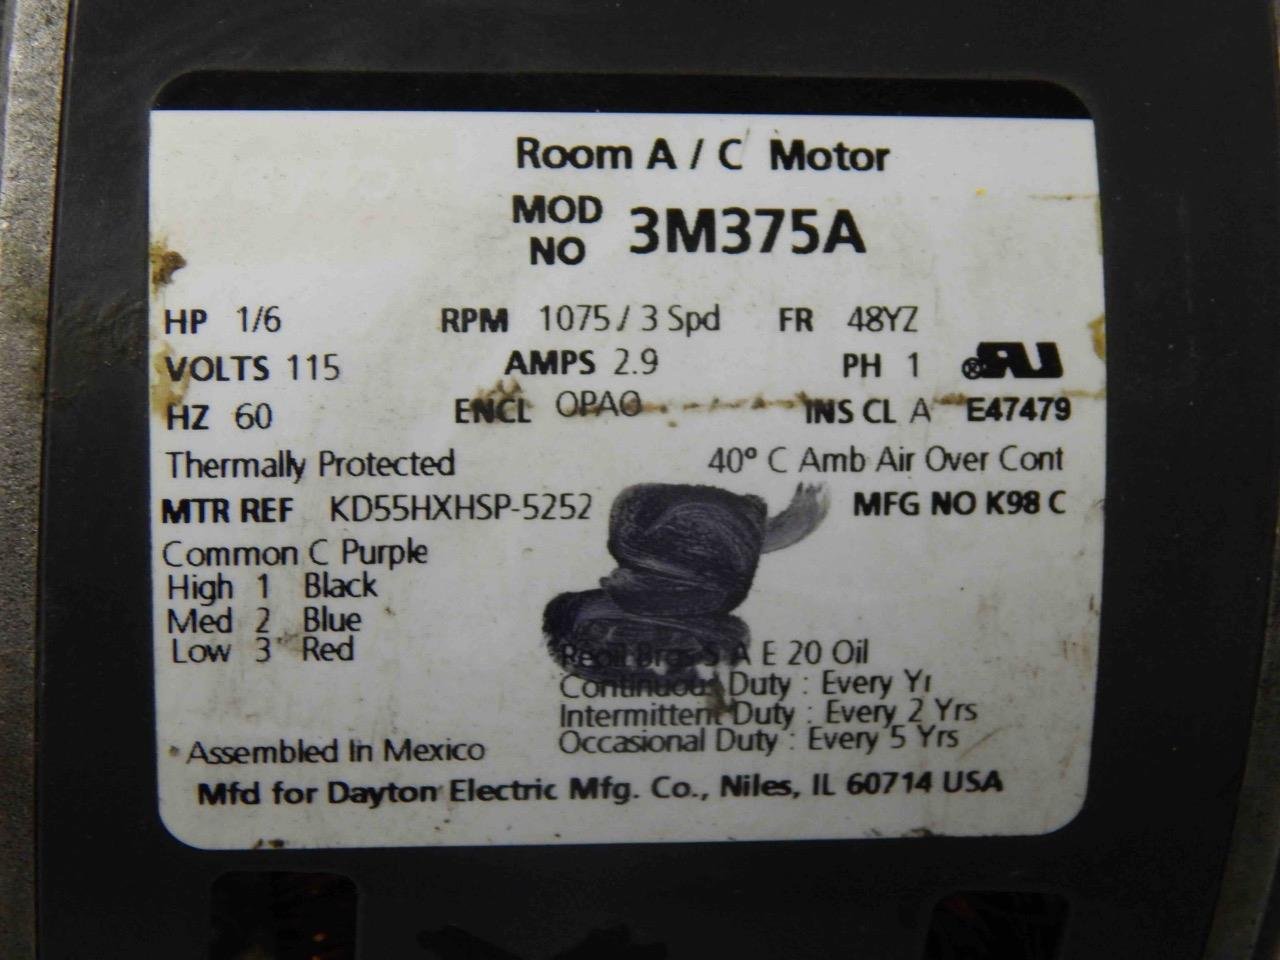 Room A / C Motor
MOD NO 3M375A
HP 1/6 RPM 1075 / 3 Spd FR 48YZ
VOLTS 115 AMPS 2.9 PH 1
HZ 60 ENCL OPAO INS CL A E47479
Thermally Protected 40° C Amb Air Over Cont
MTR REF KD55HXHSP-5252 MFG NO K98 C
Common C Purple
High 1 Black
Med 2 Blue
Low 3 Red
Reoil Brgs S A E 20 Oil
Continuous Duty : Every Yr
Intermittent Duty : Every 2 Yrs
Occasional Duty : Every 5 Yrs
Assembled In Mexico
Mfd for Dayton Electric Mfg. Co., Niles, IL 60714 USA